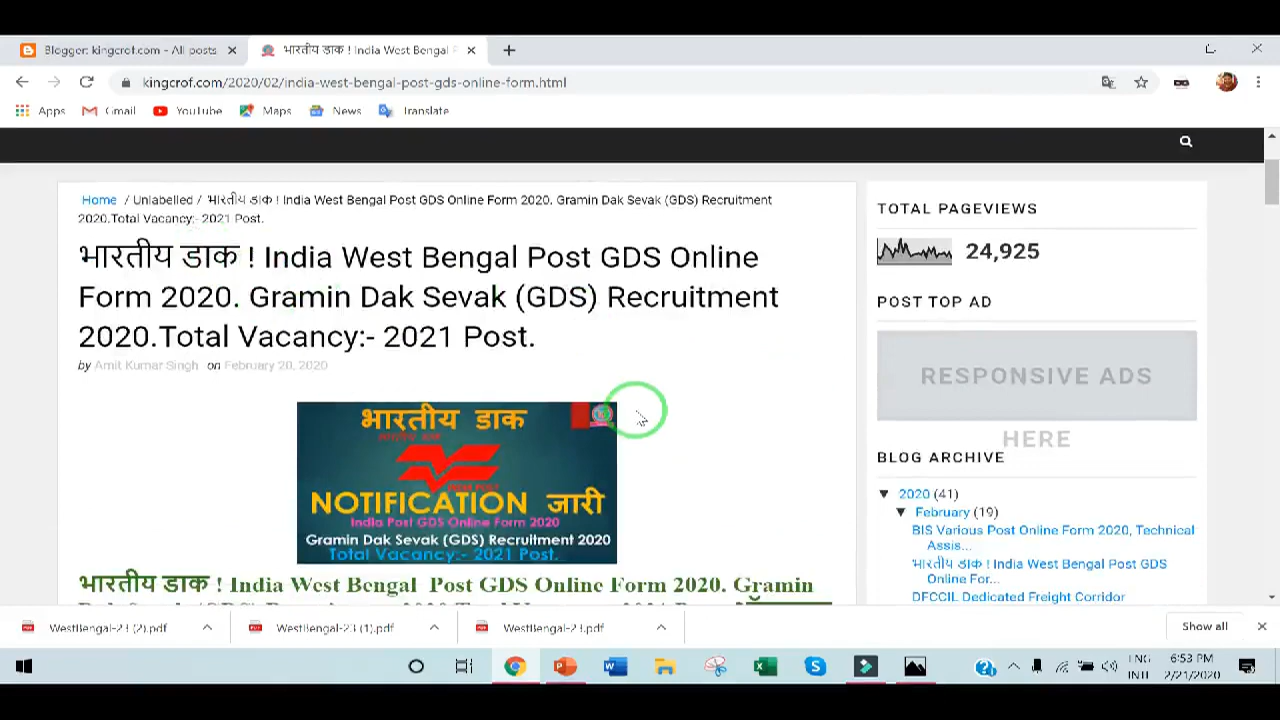 Blogger: kingcrof.com - All posts
भारतीय डाक ! India West Bengal P
kingcrof.com/2020/02/india-west-bengal-post-gds-online-form.html
Apps Gmail YouTube Maps News Translate
Home / Unlabelled / भारतीय डाक ! India West Bengal Post GDS Online Form 2020. Gramin Dak Sevak (GDS) Recruitment
2020.Total Vacancy:- 2021 Post.
भारतीय डाक ! India West Bengal Post GDS Online
Form 2020. Gramin Dak Sevak (GDS) Recruitment
2020.Total Vacancy:- 2021 Post.
by Amit Kumar Singh on February 20, 2020
भारतीय डाक
NOTIFICATION जारी
India Post GDS Online Form 2020
Gramin Dak Sevak (GDS) Recruitment 2020
Total Vacancy:- 2021 Post.
भारतीय डाक ! India West Bengal Post GDS Online Form 2020. Gramin
TOTAL PAGEVIEWS
24,925
POST TOP AD
RESPONSIVE ADS
HERE
BLOG ARCHIVE
▼ 2020 (41)
▼ February (19)
BIS Various Post Online Form 2020, Technical
Assis...
भारतीय डाक ! India West Bengal Post GDS
Online For...
DFCCIL Dedicated Freight Corridor
WestBengal-23 (2).pdf
WestBengal-23 (1).pdf
WestBengal-23.pdf
Show all
ENG
INTL
6:53 PM
2/21/2020